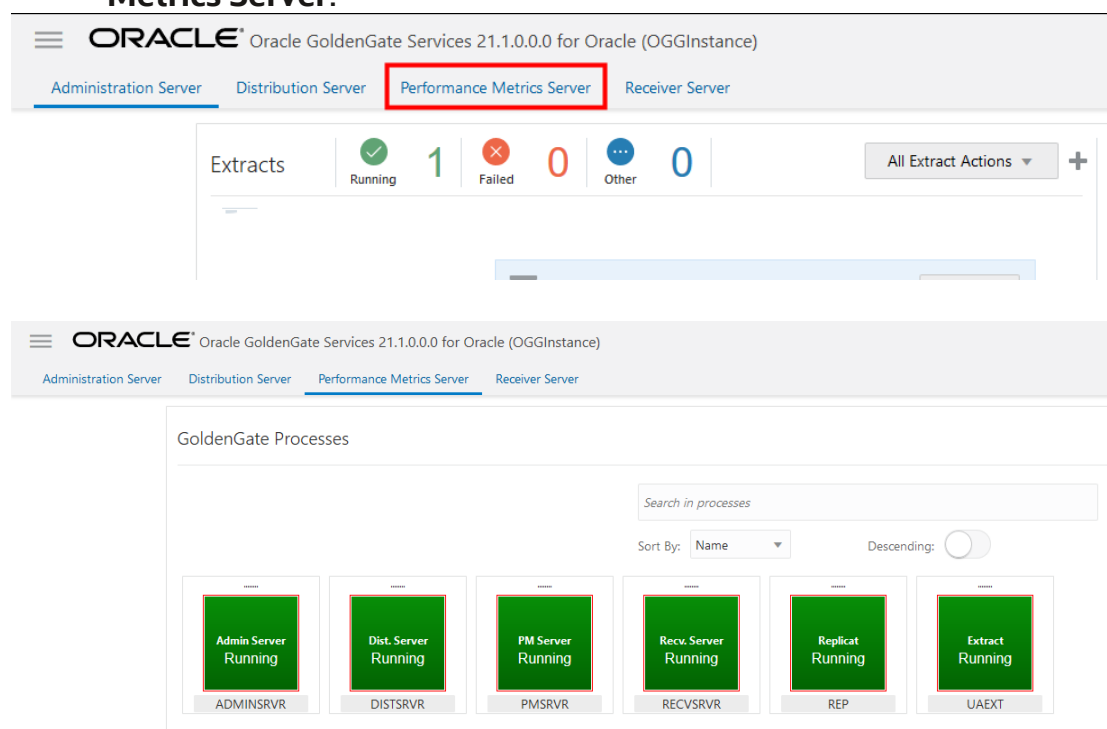 Metrics Server.
ORACLE Oracle GoldenGate Services 21.1.0.0.0 for Oracle (OGGInstance)
Administration Server Distribution Server Performance Metrics Server Receiver Server
Extracts Running 1 Failed 0 Other 0 All Extract Actions
ORACLE Oracle GoldenGate Services 21.1.0.0.0 for Oracle (OGGInstance)
Administration Server Distribution Server Performance Metrics Server Receiver Server
GoldenGate Processes
Search in processes
Sort By: Name Descending:
Admin Server Dist. Server PM Server Recv. Server Replicat Extract
Running Running Running Running Running Running
ADMINSRVR DISTSRVR PMSRVR RECVSRVR REP UAEXT